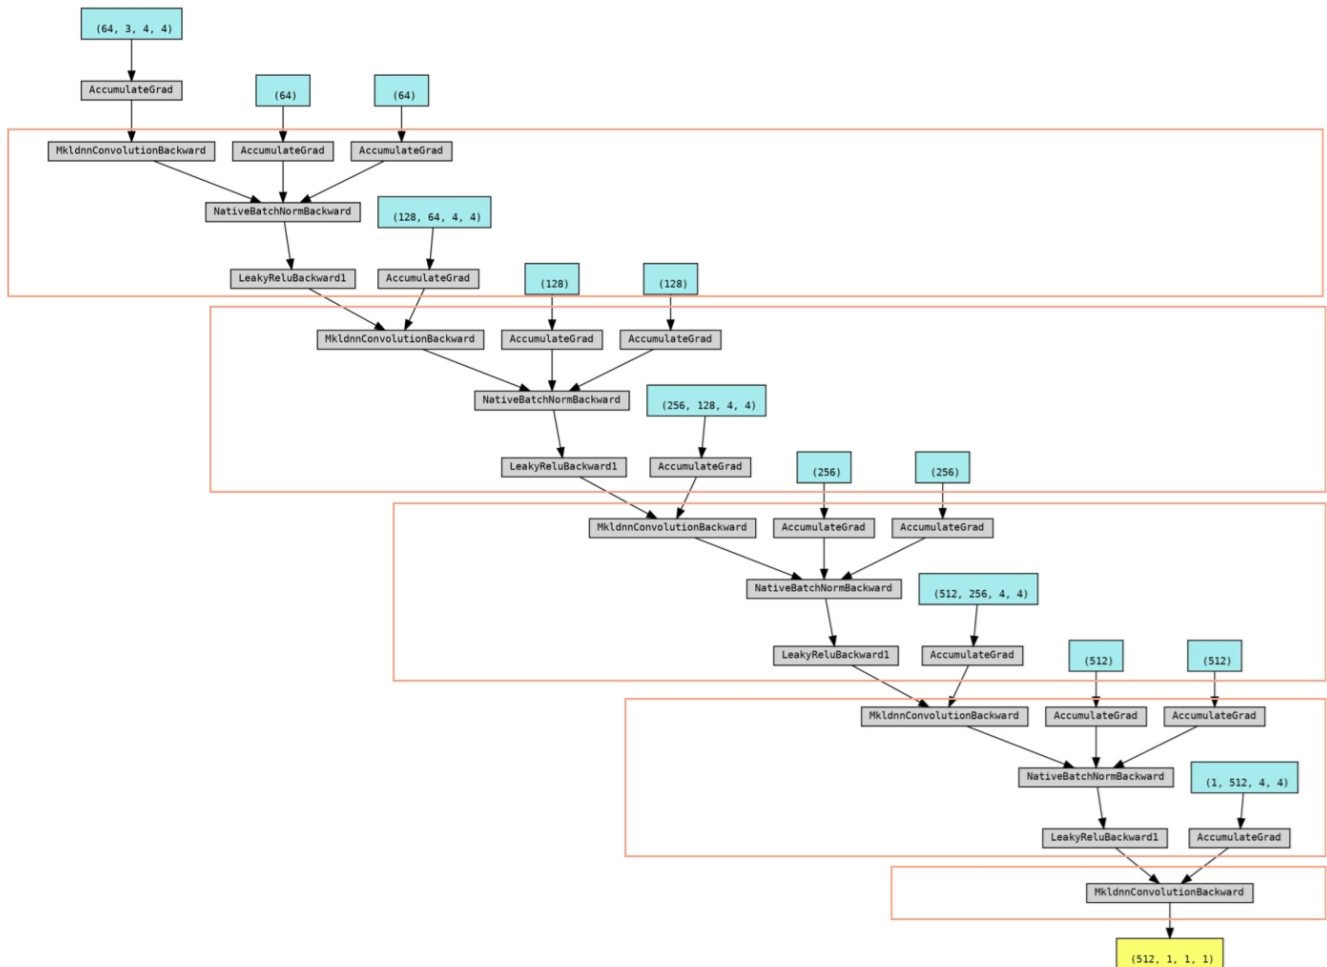 (64, 3, 4, 4)
AccumulateGrad
(64)
(64)
MkldnnConvolutionBackward
AccumulateGrad
AccumulateGrad
NativeBatchNormBackward
(128, 64, 4, 4)
LeakyReluBackward1
AccumulateGrad
(128)
(128)
MkldnnConvolutionBackward
AccumulateGrad
AccumulateGrad
NativeBatchNormBackward
(256, 128, 4, 4)
LeakyReluBackward1
AccumulateGrad
(256)
(256)
MkldnnConvolutionBackward
AccumulateGrad
AccumulateGrad
NativeBatchNormBackward
(512, 256, 4, 4)
LeakyReluBackward1
AccumulateGrad
(512)
(512)
MkldnnConvolutionBackward
AccumulateGrad
AccumulateGrad
NativeBatchNormBackward
(1, 512, 4, 4)
LeakyReluBackward1
AccumulateGrad
MkldnnConvolutionBackward
(512, 1, 1, 1)